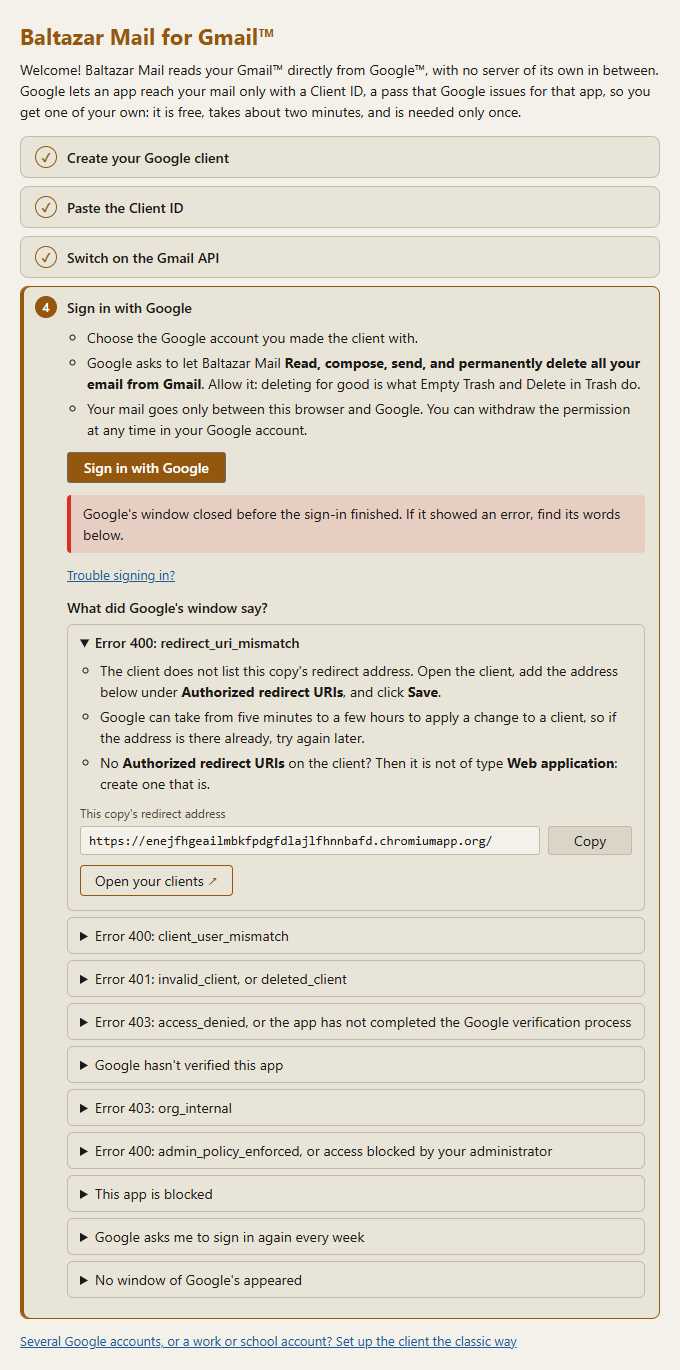 Baltazar Mail for Gmail™
Welcome! Baltazar Mail reads your Gmail™ directly from Google™, with no server of its own in between.
Google lets an app reach your mail only with a Client ID, a pass that Google issues for that app, so you
get one of your own: it is free, takes about two minutes, and is needed only once.
✓ Create your Google client
✓ Paste the Client ID
✓ Switch on the Gmail API
4 Sign in with Google
Choose the Google account you made the client with.
Google asks to let Baltazar Mail Read, compose, send, and permanently delete all your
email from Gmail. Allow it: deleting for good is what Empty Trash and Delete in Trash do.
Your mail goes only between this browser and Google. You can withdraw the permission
at any time in your Google account.
Sign in with Google
Google's window closed before the sign-in finished. If it showed an error, find its words
below.
Trouble signing in?
What did Google's window say?
▼ Error 400: redirect_uri_mismatch
The client does not list this copy's redirect address. Open the client, add the address
below under Authorized redirect URIs, and click Save.
Google can take from five minutes to a few hours to apply a change to a client, so if
the address is there already, try again later.
No Authorized redirect URIs on the client? Then it is not of type Web application:
create one that is.
This copy's redirect address
https://enejfhgeailmbkfpdgfdlajlfhnnbafd.chromiumapp.org/ Copy
Open your clients ↗
▶ Error 400: client_user_mismatch
▶ Error 401: invalid_client, or deleted_client
▶ Error 403: access_denied, or the app has not completed the Google verification process
▶ Google hasn't verified this app
▶ Error 403: org_internal
▶ Error 400: admin_policy_enforced, or access blocked by your administrator
▶ This app is blocked
▶ Google asks me to sign in again every week
▶ No window of Google's appeared
Several Google accounts, or a work or school account? Set up the client the classic way